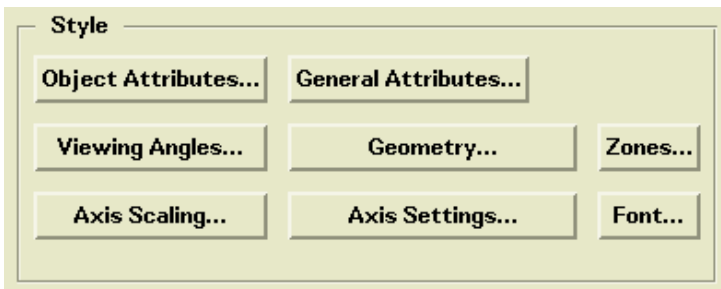 Style
Object Attributes... General Attributes...
Viewing Angles... Geometry... Zones...
Axis Scaling... Axis Settings... Font...